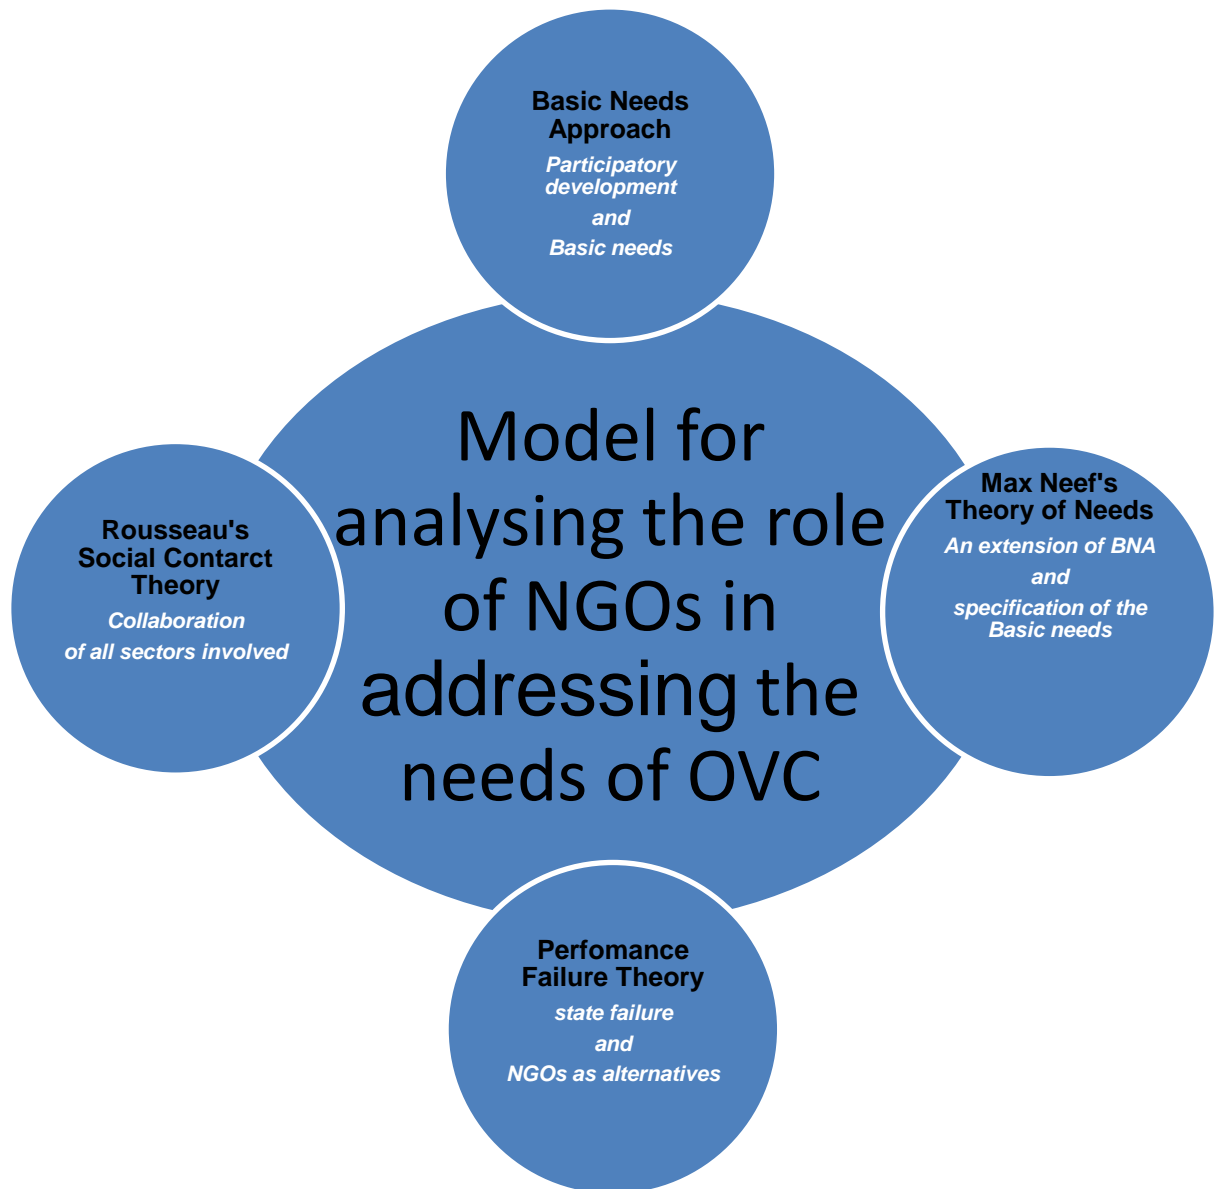 Basic Needs
Approach
Participatory
development
and
Basic needs
Model for
analysing the role
of NGOs in
addressing the
needs of OVC
Max Neef's
Theory of Needs
An extension of BNA
and
specification of the
Basic needs
Perfomance
Failure Theory
state failure
and
NGOs as alternatives
Rousseau's
Social Contarct
Theory
Collaboration
of all sectors involved